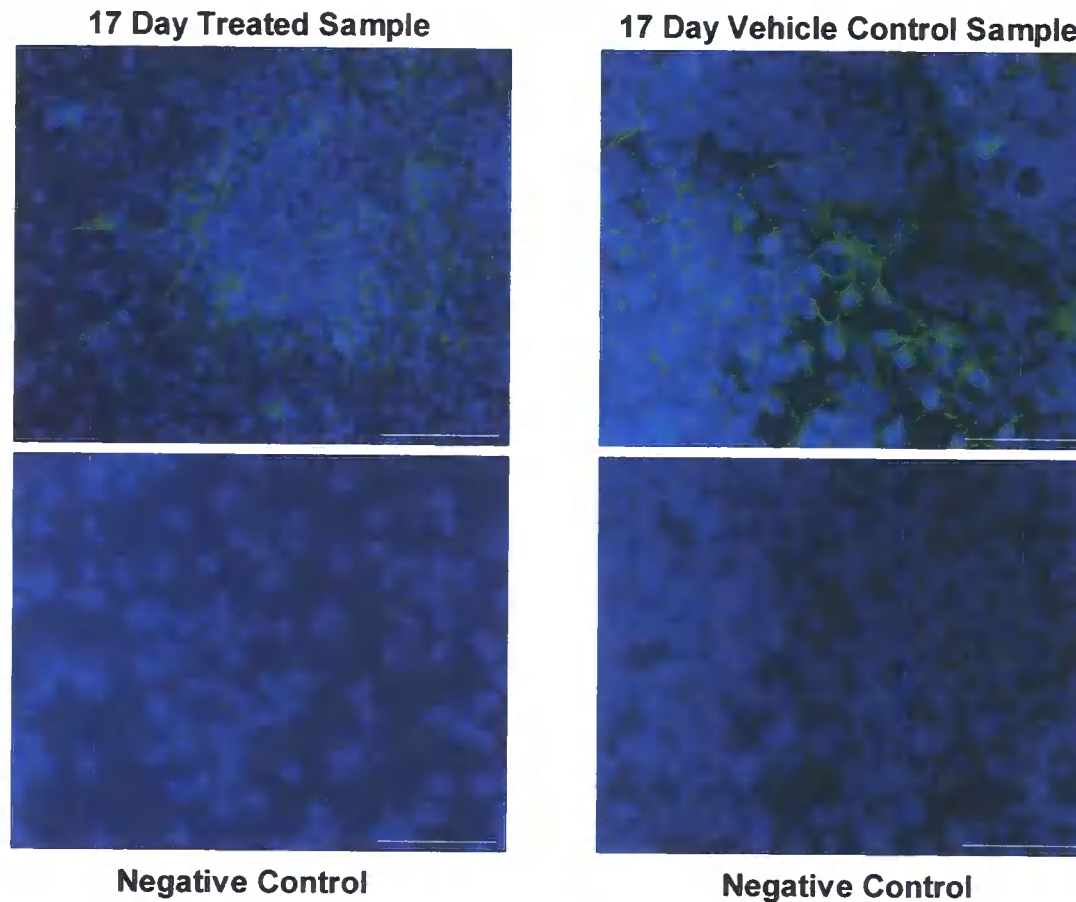 17 Day Treated Sample
17 Day Vehicle Control Sample
Negative Control
Negative Control